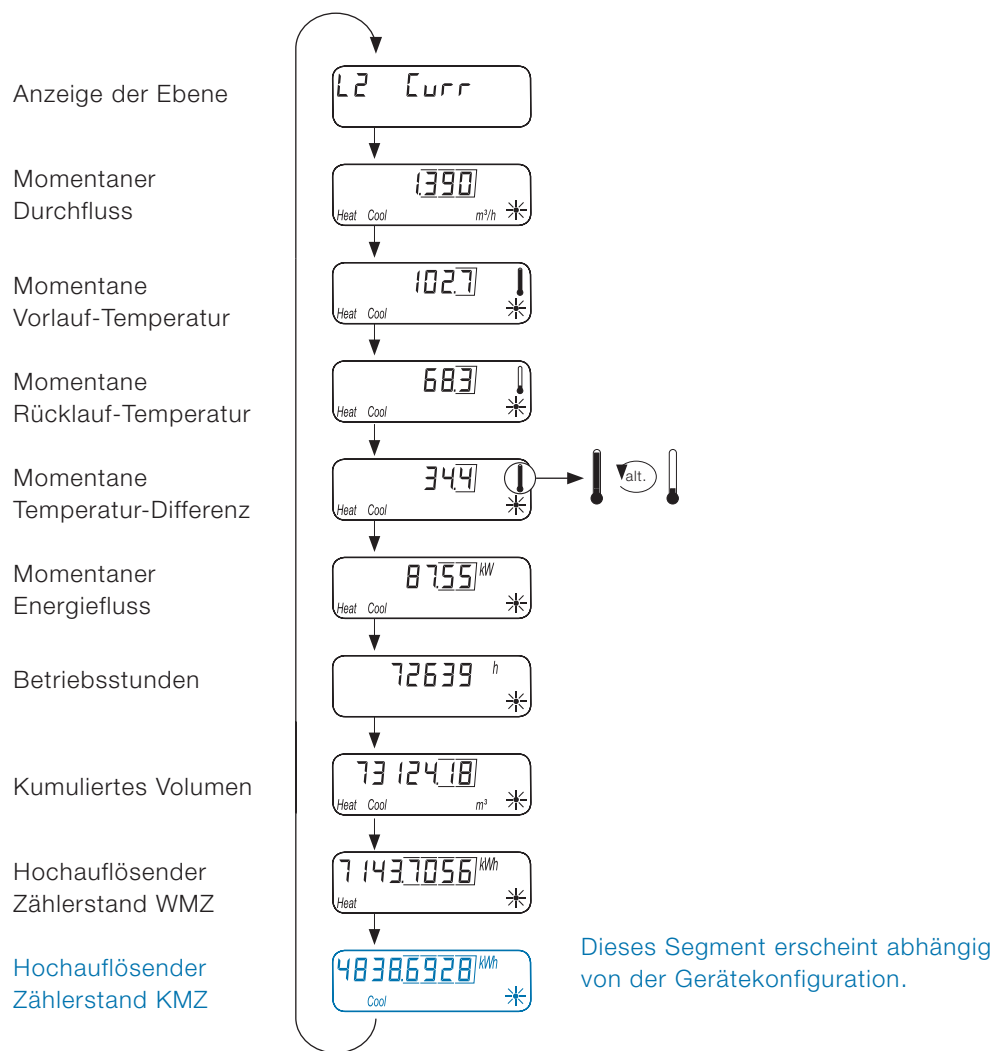 Anzeige der Ebene
L2 Curr
Momentaner
Durchfluss
1.390
Heat Cool m³/h
Momentane
Vorlauf-Temperatur
102.7
Heat Cool
Momentane
Rücklauf-Temperatur
68.3
Heat Cool
Momentane
Temperatur-Differenz
34.4
Heat Cool
alt.
Momentaner
Energiefluss
87.55 kW
Heat Cool
Betriebsstunden
72639 h
Kumuliertes Volumen
73124.18
Heat Cool m³
Hochauflösender
Zählerstand WMZ
7143.7056 kWh
Heat
Hochauflösender
Zählerstand KMZ
4838.6928 kWh
Cool
Dieses Segment erscheint abhängig
von der Gerätekonfiguration.